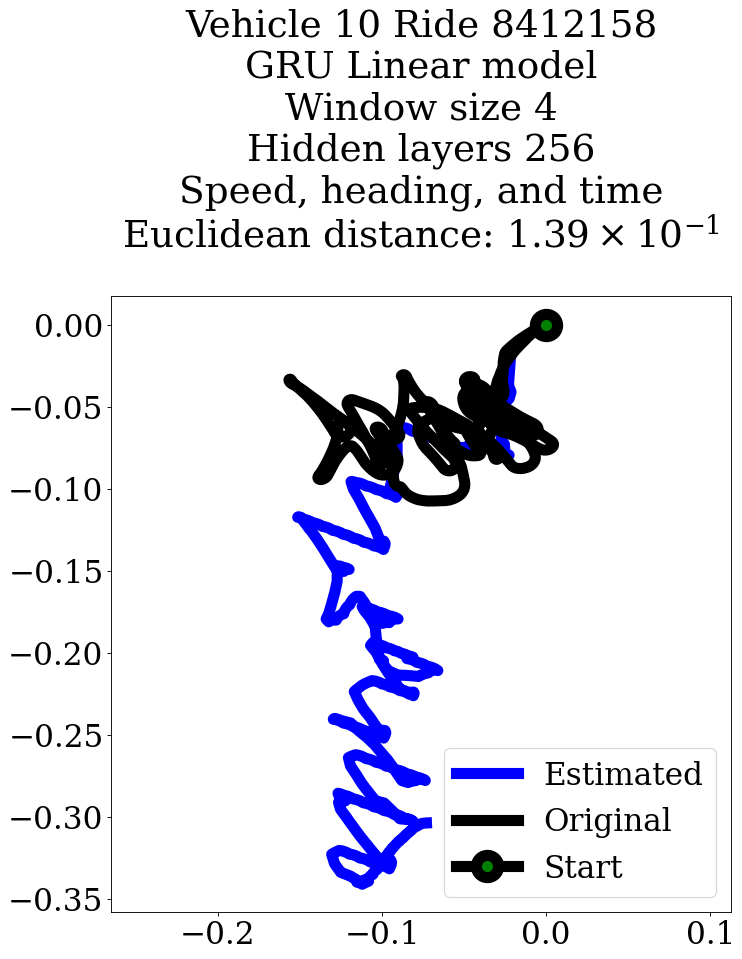 Vehicle 10 Ride 8412158
GRU Linear model
Window size 4
Hidden layers 256
Speed, heading, and time
Euclidean distance: 1.39 × 10⁻¹
0.00
−0.05
−0.10
−0.15
−0.20
−0.25
−0.30
−0.35
Estimated
Original
Start
−0.2 −0.1 0.0 0.1